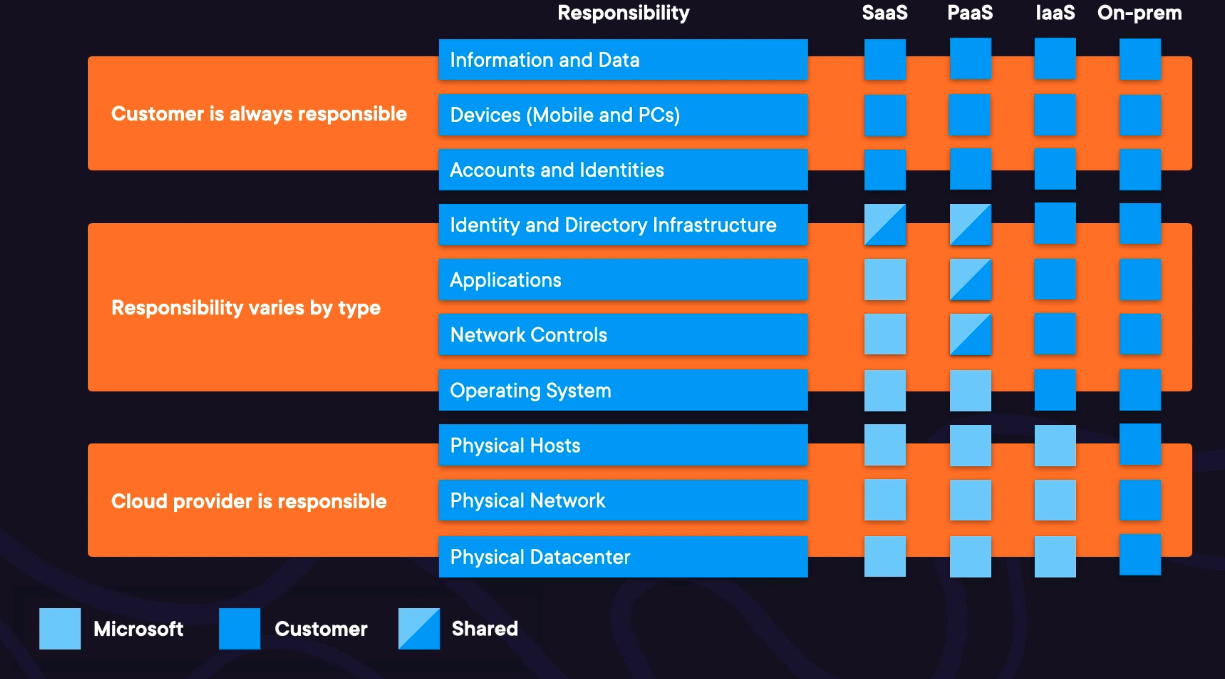 Responsibility SaaS PaaS IaaS On-prem
Information and Data
Customer is always responsible
Devices (Mobile and PCs)
Accounts and Identities
Identity and Directory Infrastructure
Applications
Responsibility varies by type
Network Controls
Operating System
Physical Hosts
Cloud provider is responsible
Physical Network
Physical Datacenter
Microsoft Customer Shared